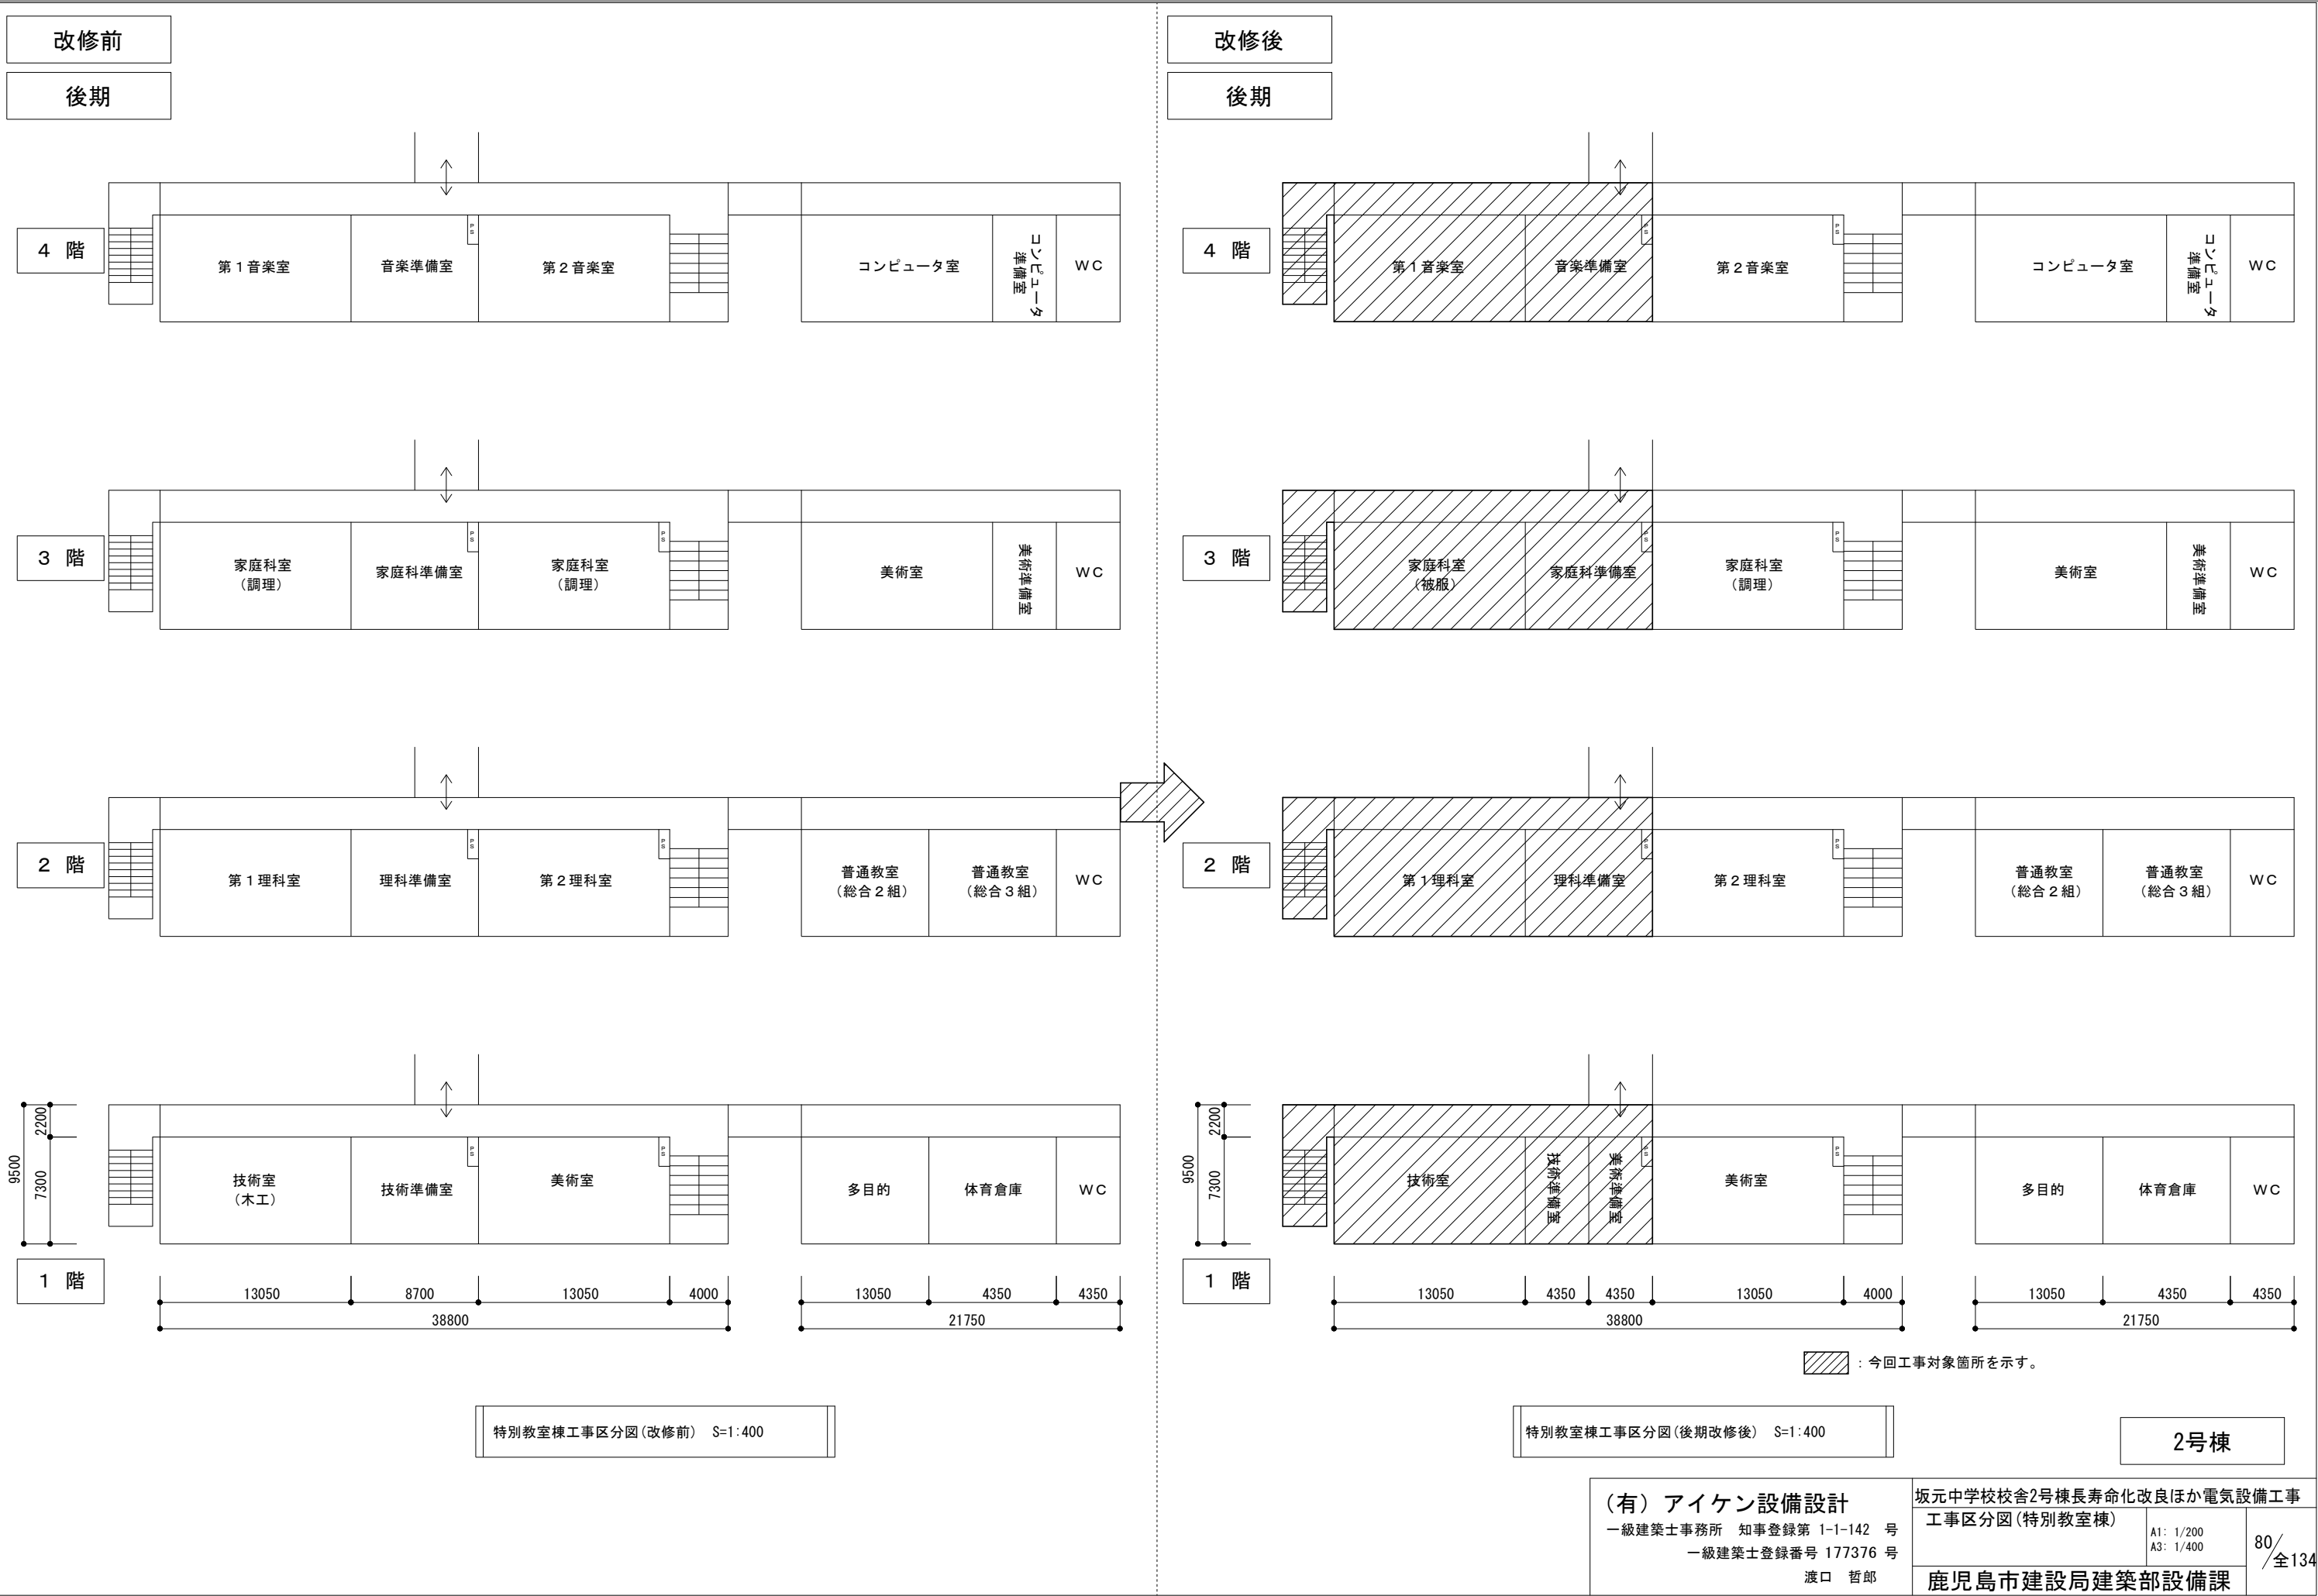 改修前
後期
4 階
第1音楽室
音楽準備室
PS
第2音楽室
コンピュータ室
コンピュータ
準備室
WC
3 階
家庭科室
(調理)
家庭科準備室
PS
家庭科室
(調理)
PS
美術室
美術準備室
WC
2 階
第1理科室
理科準備室
PS
第2理科室
PS
普通教室
(総合2組)
普通教室
(総合3組)
WC
9500
2200
7300
技術室
(木工)
技術準備室
PS
美術室
PS
多目的
体育倉庫
WC
1 階
13050
8700
13050
4000
13050
4350
4350
38800
21750
特別教室棟工事区分図(改修前) S=1:400
改修後
後期
4 階
第1音楽室
音楽準備室
PS
第2音楽室
PS
コンピュータ室
コンピュータ
準備室
WC
3 階
家庭科室
(被服)
家庭科準備室
PS
家庭科室
(調理)
PS
美術室
美術準備室
WC
2 階
第1理科室
理科準備室
PS
第2理科室
PS
普通教室
(総合2組)
普通教室
(総合3組)
WC
9500
2200
7300
技術室
技術準備室
美術準備室
PS
美術室
PS
多目的
体育倉庫
WC
1 階
13050
4350
4350
13050
4000
13050
4350
4350
38800
21750
:今回工事対象箇所を示す。
特別教室棟工事区分図(後期改修後) S=1:400
2号棟
(有)アイケン設備設計
一級建築士事務所 知事登録第 1-1-142 号
一級建築士登録番号 177376 号
渡口 哲郎
坂元中学校校舎2号棟長寿命化改良ほか電気設備工事
工事区分図(特別教室棟)
A1: 1/200
A3: 1/400
80/全134
鹿児島市建設局建築部設備課